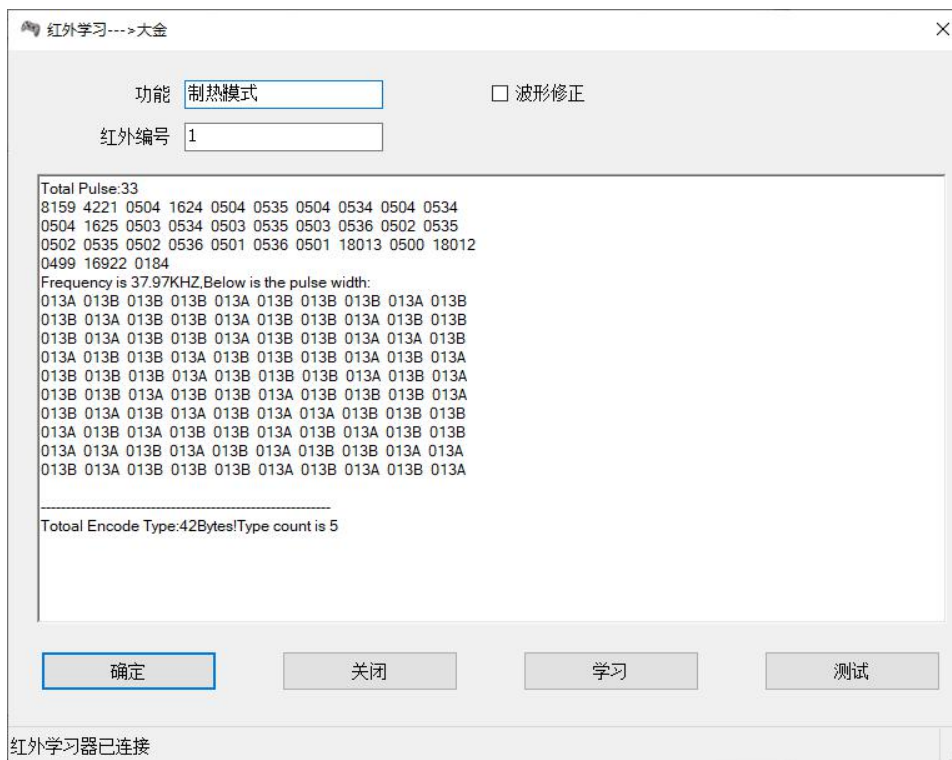 红外学习--->大金
功能 制热模式 波形修正
红外编号 1
Total Pulse:33
8159 4221 0504 1624 0504 0535 0504 0534 0504 0534
0504 1625 0503 0534 0503 0535 0503 0536 0502 0535
0502 0535 0502 0536 0501 0536 0501 18013 0500 18012
0499 16922 0184
Frequency is 37.97KHZ,Below is the pulse width:
013A 013B 013B 013B 013A 013B 013B 013B 013A 013B
013B 013A 013B 013B 013A 013B 013B 013A 013B 013B
013B 013A 013B 013B 013A 013B 013B 013A 013A 013B
013A 013B 013B 013A 013B 013B 013B 013A 013B 013A
013B 013B 013B 013A 013B 013B 013B 013B 013B 013A
013B 013B 013A 013B 013B 013A 013B 013B 013B 013A
013B 013A 013B 013A 013B 013A 013A 013B 013B 013B
013A 013B 013A 013B 013B 013A 013B 013A 013B 013B
013A 013A 013B 013A 013B 013A 013B 013B 013A 013A
013B 013A 013B 013B 013B 013A 013B 013A 013B 013A
----------------------------------------------------------
Totoal Encode Type:42Bytes!Type count is 5
确定 关闭 学习 测试
红外学习器已连接